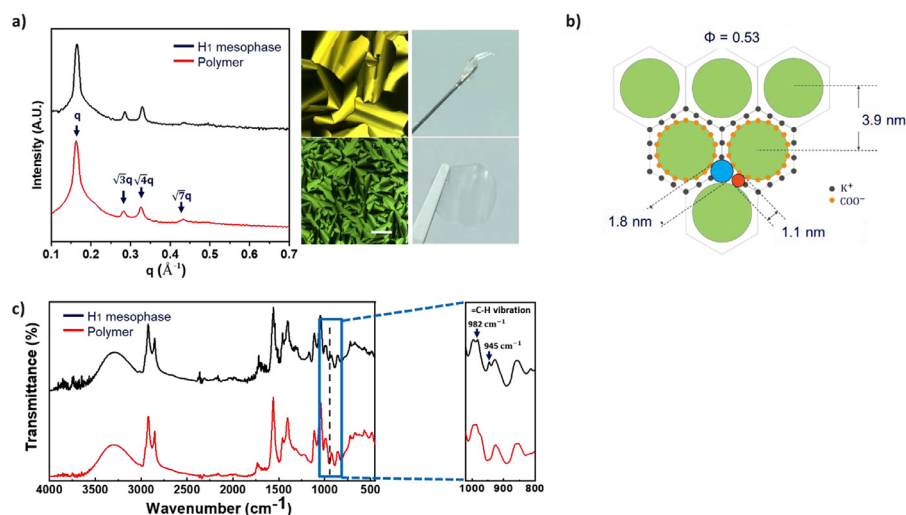 a)
H1 mesophase
Polymer
Intensity (A.U.)
q
√3q
√4q
√7q
0.1 0.2 0.3 0.4 0.5 0.6 0.7
q (Å⁻¹)
b)
Φ = 0.53
3.9 nm
K⁺
COO⁻
1.8 nm
1.1 nm
c)
H1 mesophase
Polymer
Transmittance (%)
4000 3500 3000 2500 2000 1500 1000 500
Wavenumber (cm⁻¹)
=C-H vibration
982 cm⁻¹
945 cm⁻¹
1000 900 800